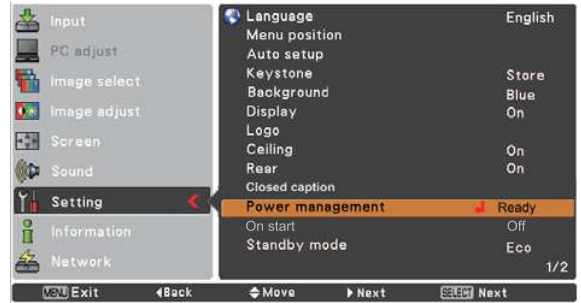 Input
PC adjust
Image select
Image adjust
Screen
Sound
Setting
Information
Network
Language English
Menu position
Auto setup
Keystone Store
Background Blue
Display On
Logo
Ceiling On
Rear On
Closed caption
Power management Ready
On start Off
Standby mode Eco
1/2
MENU Exit Back Move Next SELECT Next